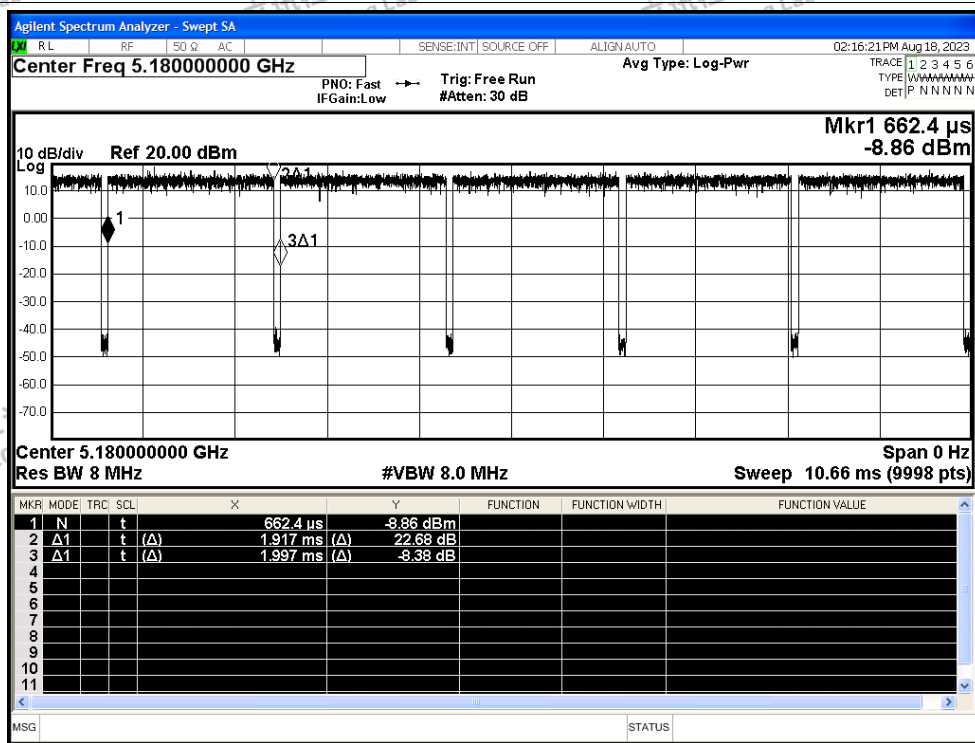 Agilent Spectrum Analyzer - Swept SA
LXI RL RF 50 Ω AC SENSE:INT SOURCE OFF ALIGN AUTO 02:16:21 PM Aug 18, 2023
Center Freq 5.180000000 GHz Avg Type: Log-Pwr TRACE 1 2 3 4 5 6
PNO: Fast Trig: Free Run TYPE WWWWWW
IFGain:Low #Atten: 30 dB DET P N N N N N
Mkr1 662.4 µs
10 dB/div Ref 20.00 dBm -8.86 dBm
Log
10.0
0.00
-10.0
-20.0
-30.0
-40.0
-50.0
-60.0
-70.0
1
2Δ1
3Δ1
Center 5.180000000 GHz Span 0 Hz
Res BW 8 MHz #VBW 8.0 MHz Sweep 10.66 ms (9998 pts)
MKR MODE TRC SCL X Y FUNCTION FUNCTION WIDTH FUNCTION VALUE
1 N t 662.4 µs -8.86 dBm
2 Δ1 t (Δ) 1.917 ms (Δ) 22.68 dB
3 Δ1 t (Δ) 1.997 ms (Δ) -8.38 dB
4
5
6
7
8
9
10
11
MSG STATUS